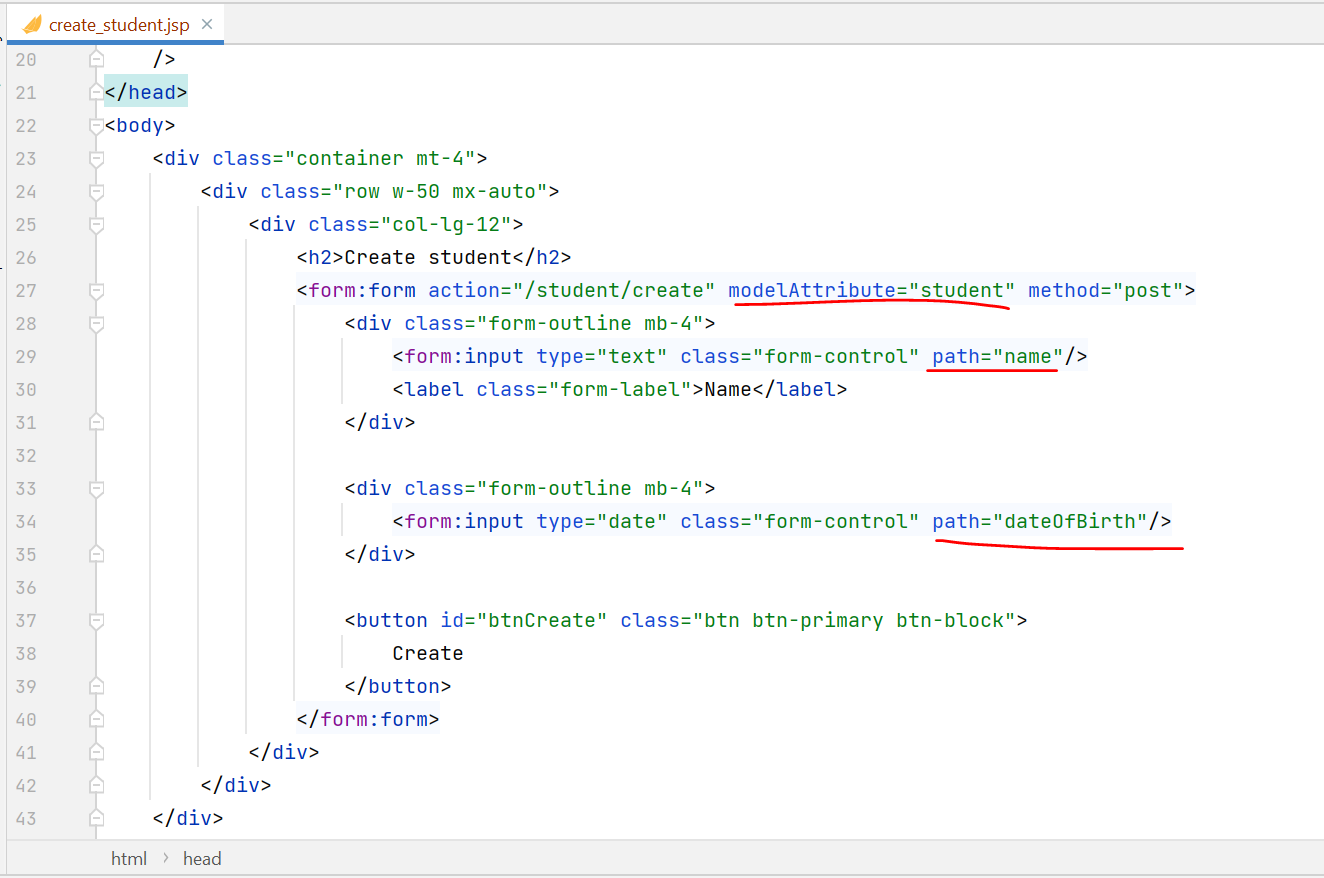 create_student.jsp
20 />
21 </head>
22 <body>
23 <div class="container mt-4">
24 <div class="row w-50 mx-auto">
25 <div class="col-lg-12">
26 <h2>Create student</h2>
27 <form:form action="/student/create" modelAttribute="student" method="post">
28 <div class="form-outline mb-4">
29 <form:input type="text" class="form-control" path="name"/>
30 <label class="form-label">Name</label>
31 </div>
32
33 <div class="form-outline mb-4">
34 <form:input type="date" class="form-control" path="dateOfBirth"/>
35 </div>
36
37 <button id="btnCreate" class="btn btn-primary btn-block">
38 Create
39 </button>
40 </form:form>
41 </div>
42 </div>
43 </div>
html › head